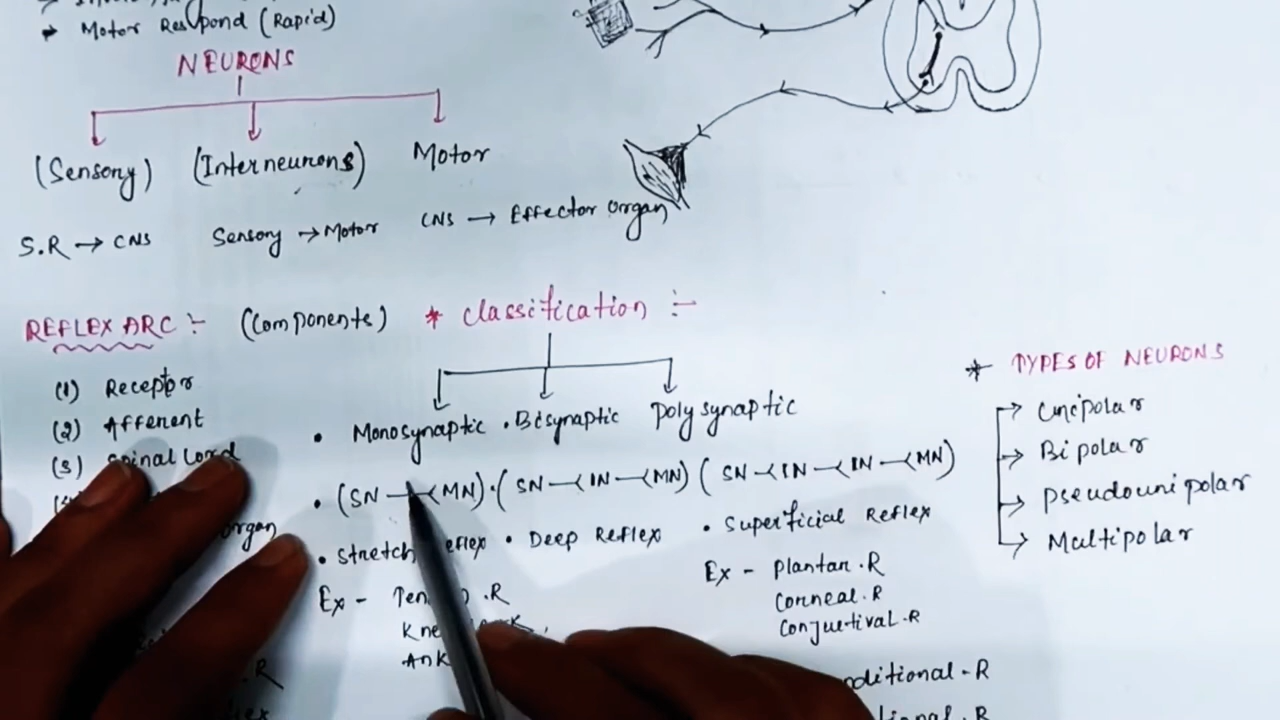 Motor Respond (Rapid)
NEURONS
(Sensory) (Interneurons) Motor
S.R → CNS Sensory → Motor CNS → Effector organ
REFLEX ARC :- (Components) * Classification :-
(1) Receptor
(2) Afferent
(3) Spinal Cord
organ
• Monosynaptic • Bisynaptic Polysynaptic
• (SN —< MN) • (SN —< IN —< MN) (SN —< IN —< IN —< MN)
• Stretch • Deep Reflex • Superficial Reflex
Ex - .R
Ex - Plantar .R
Corneal .R
Conjuctival .R
.R
* TYPES OF NEURONS
→ Unipolar
→ Bipolar
→ Pseudounipolar
→ Multipolar